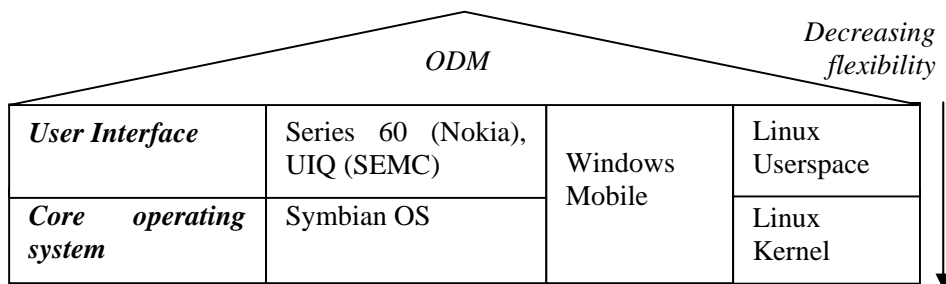 ODM
Decreasing
flexibility
User Interface
Series 60 (Nokia),
UIQ (SEMC)
Windows
Mobile
Linux
Userspace
Core operating
system
Symbian OS
Linux
Kernel